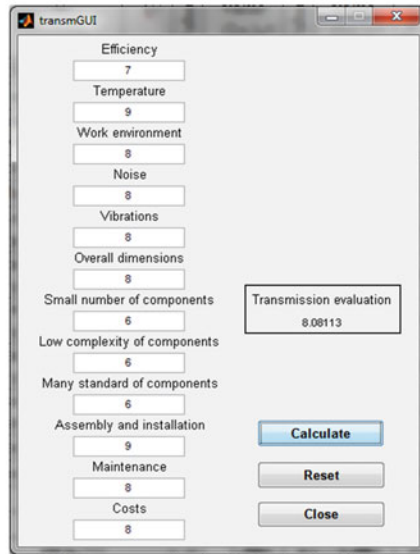 transmGUI
Efficiency
7
Temperature
9
Work environment
8
Noise
8
Vibrations
8
Overall dimensions
8
Small number of components
6
Low complexity of components
6
Many standard of components
6
Assembly and installation
9
Maintenance
8
Costs
8
Transmission evaluation
8.08113
Calculate
Reset
Close